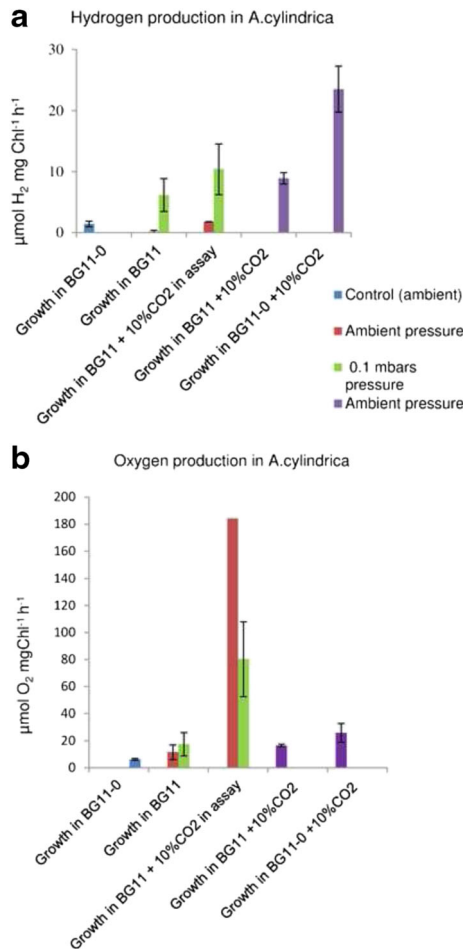 a
Hydrogen production in A.cylindrica
µmol H₂ mg Chl⁻¹ h⁻¹
30
20
10
0
Growth in BG11-0
Growth in BG11
Growth in BG11 + 10%CO2 in assay
Growth in BG11 +10%CO2
Growth in BG11-0 +10%CO2
Control (ambient)
Ambient pressure
0.1 mbars
pressure
Ambient pressure
b
Oxygen production in A.cylindrica
µmol O₂ mgChl⁻¹ h⁻¹
200
180
160
140
120
100
80
60
40
20
0
Growth in BG11-0
Growth in BG11
Growth in BG11 + 10%CO2 in assay
Growth in BG11 +10%CO2
Growth in BG11-0 +10%CO2